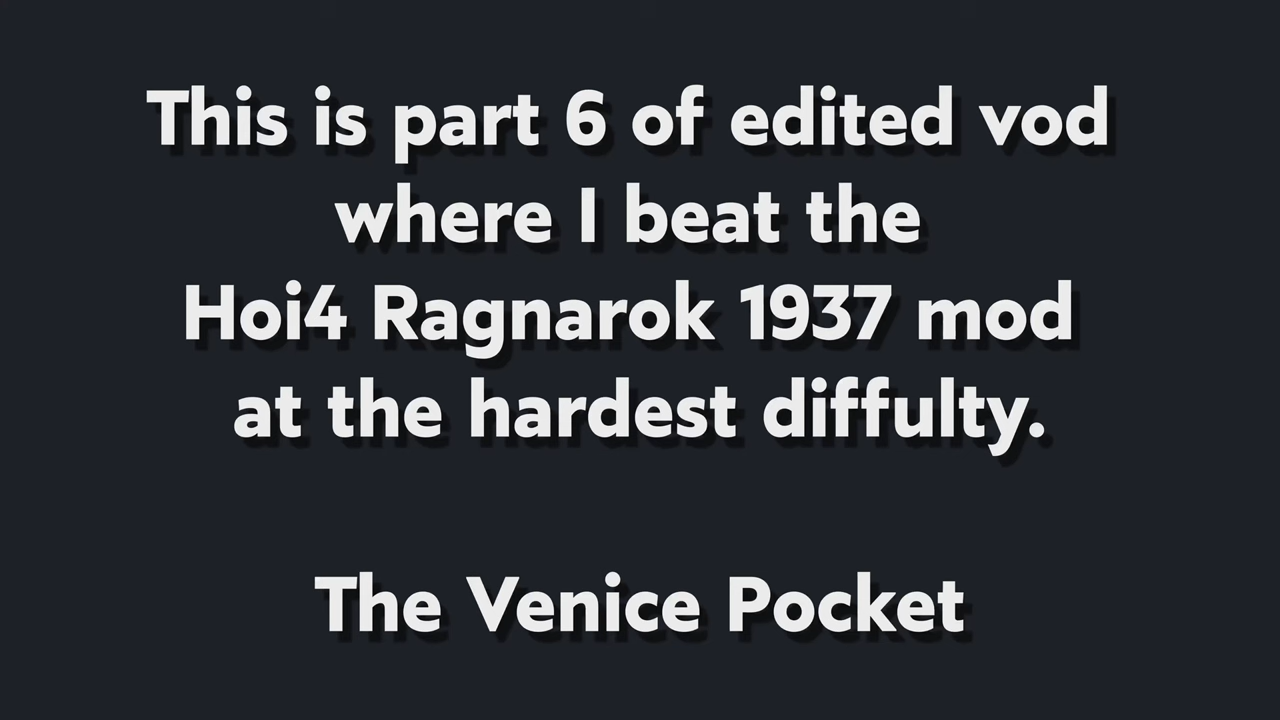 This is part 6 of edited vod
where I beat the
Hoi4 Ragnarok 1937 mod
at the hardest diffulty.
The Venice Pocket